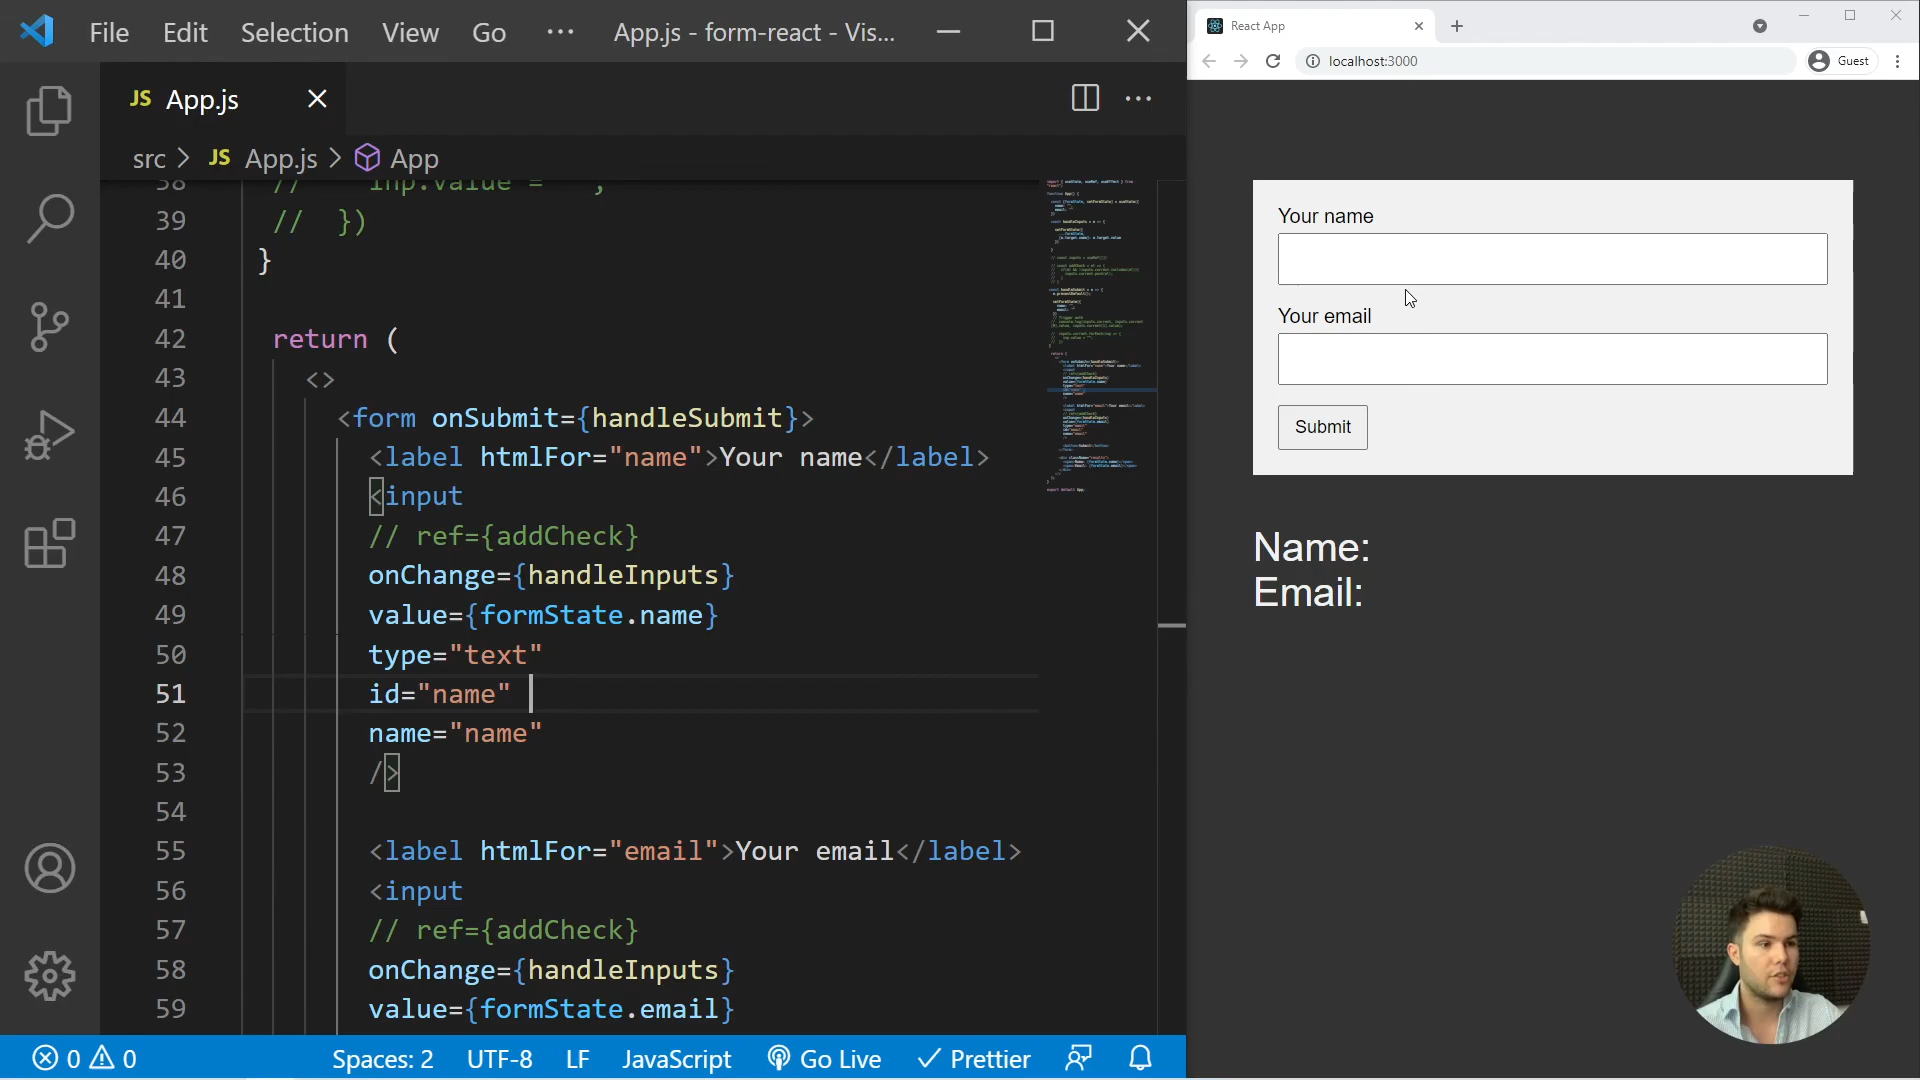 File Edit Selection View Go ··· App.js - form-react - Vis...
JS App.js
src > JS App.js > App
38 // inp.value = "";
39 // })
40 }
41
42 return (
43 <>
44 <form onSubmit={handleSubmit}>
45 <label htmlFor="name">Your name</label>
46 <input
47 // ref={addCheck}
48 onChange={handleInputs}
49 value={formState.name}
50 type="text"
51 id="name"
52 name="name"
53 />
54
55 <label htmlFor="email">Your email</label>
56 <input
57 // ref={addCheck}
58 onChange={handleInputs}
59 value={formState.email}
0 0 Spaces: 2 UTF-8 LF JavaScript Go Live Prettier
React App
localhost:3000
Guest
Your name
Your email
Submit
Name:
Email: